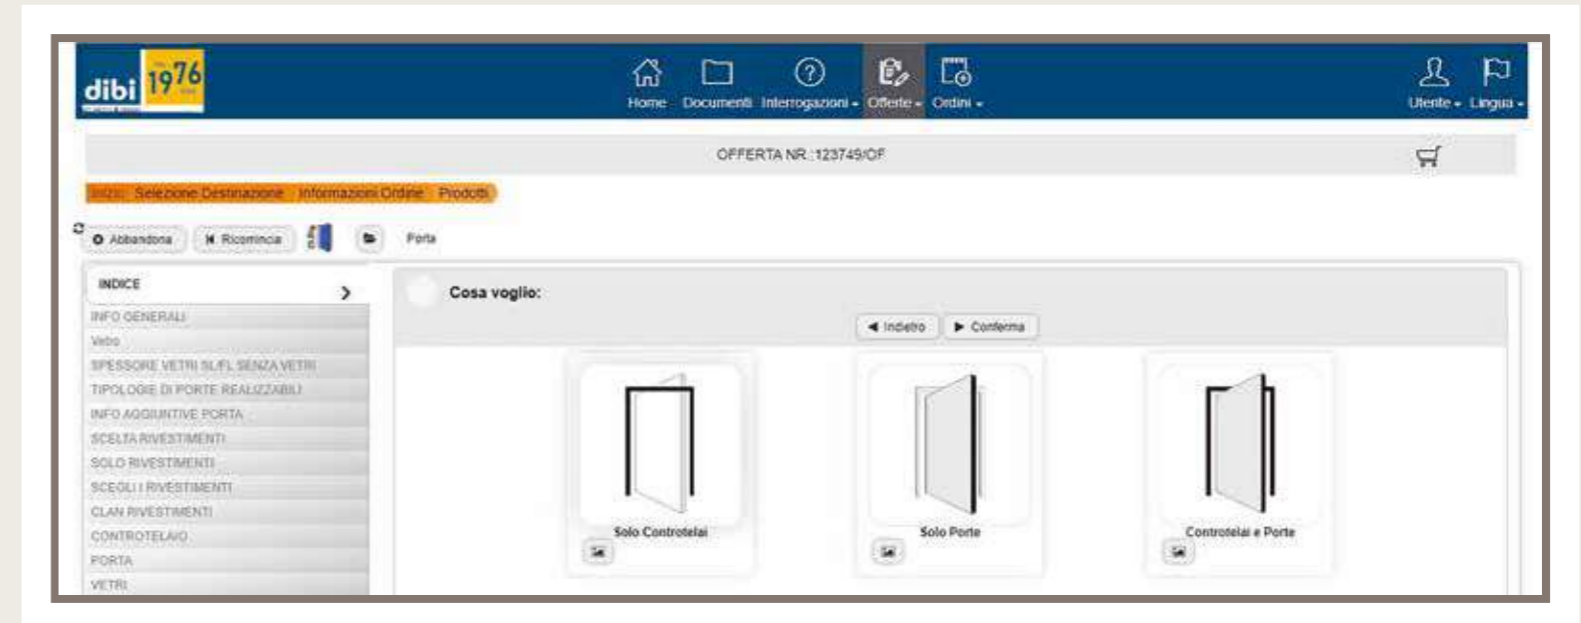 dibi 1976
Home Documenti Interrogazioni Offerte Ordini Utente Lingua
OFFERTA NR.:123749/OF
Inizio Selezione Destinazione Informazioni Ordine Prodotti
Abbandona Ricomincia Porta
INDICE
Cosa voglio:
Indietro Conferma
INFO GENERALI
Vetro
SPESSORE VETRI SL/FL SENZA VETRI
TIPOLOGIE DI PORTE REALIZZABILI
INFO AGGIUNTIVE PORTA
SCELTA RIVESTIMENTI
SOLO RIVESTIMENTI
SCEGLI I RIVESTIMENTI
CLAN RIVESTIMENTI
CONTROTELAIO
PORTA
VETRI
Solo Controtelai
Solo Porte
Controtelai e Porte